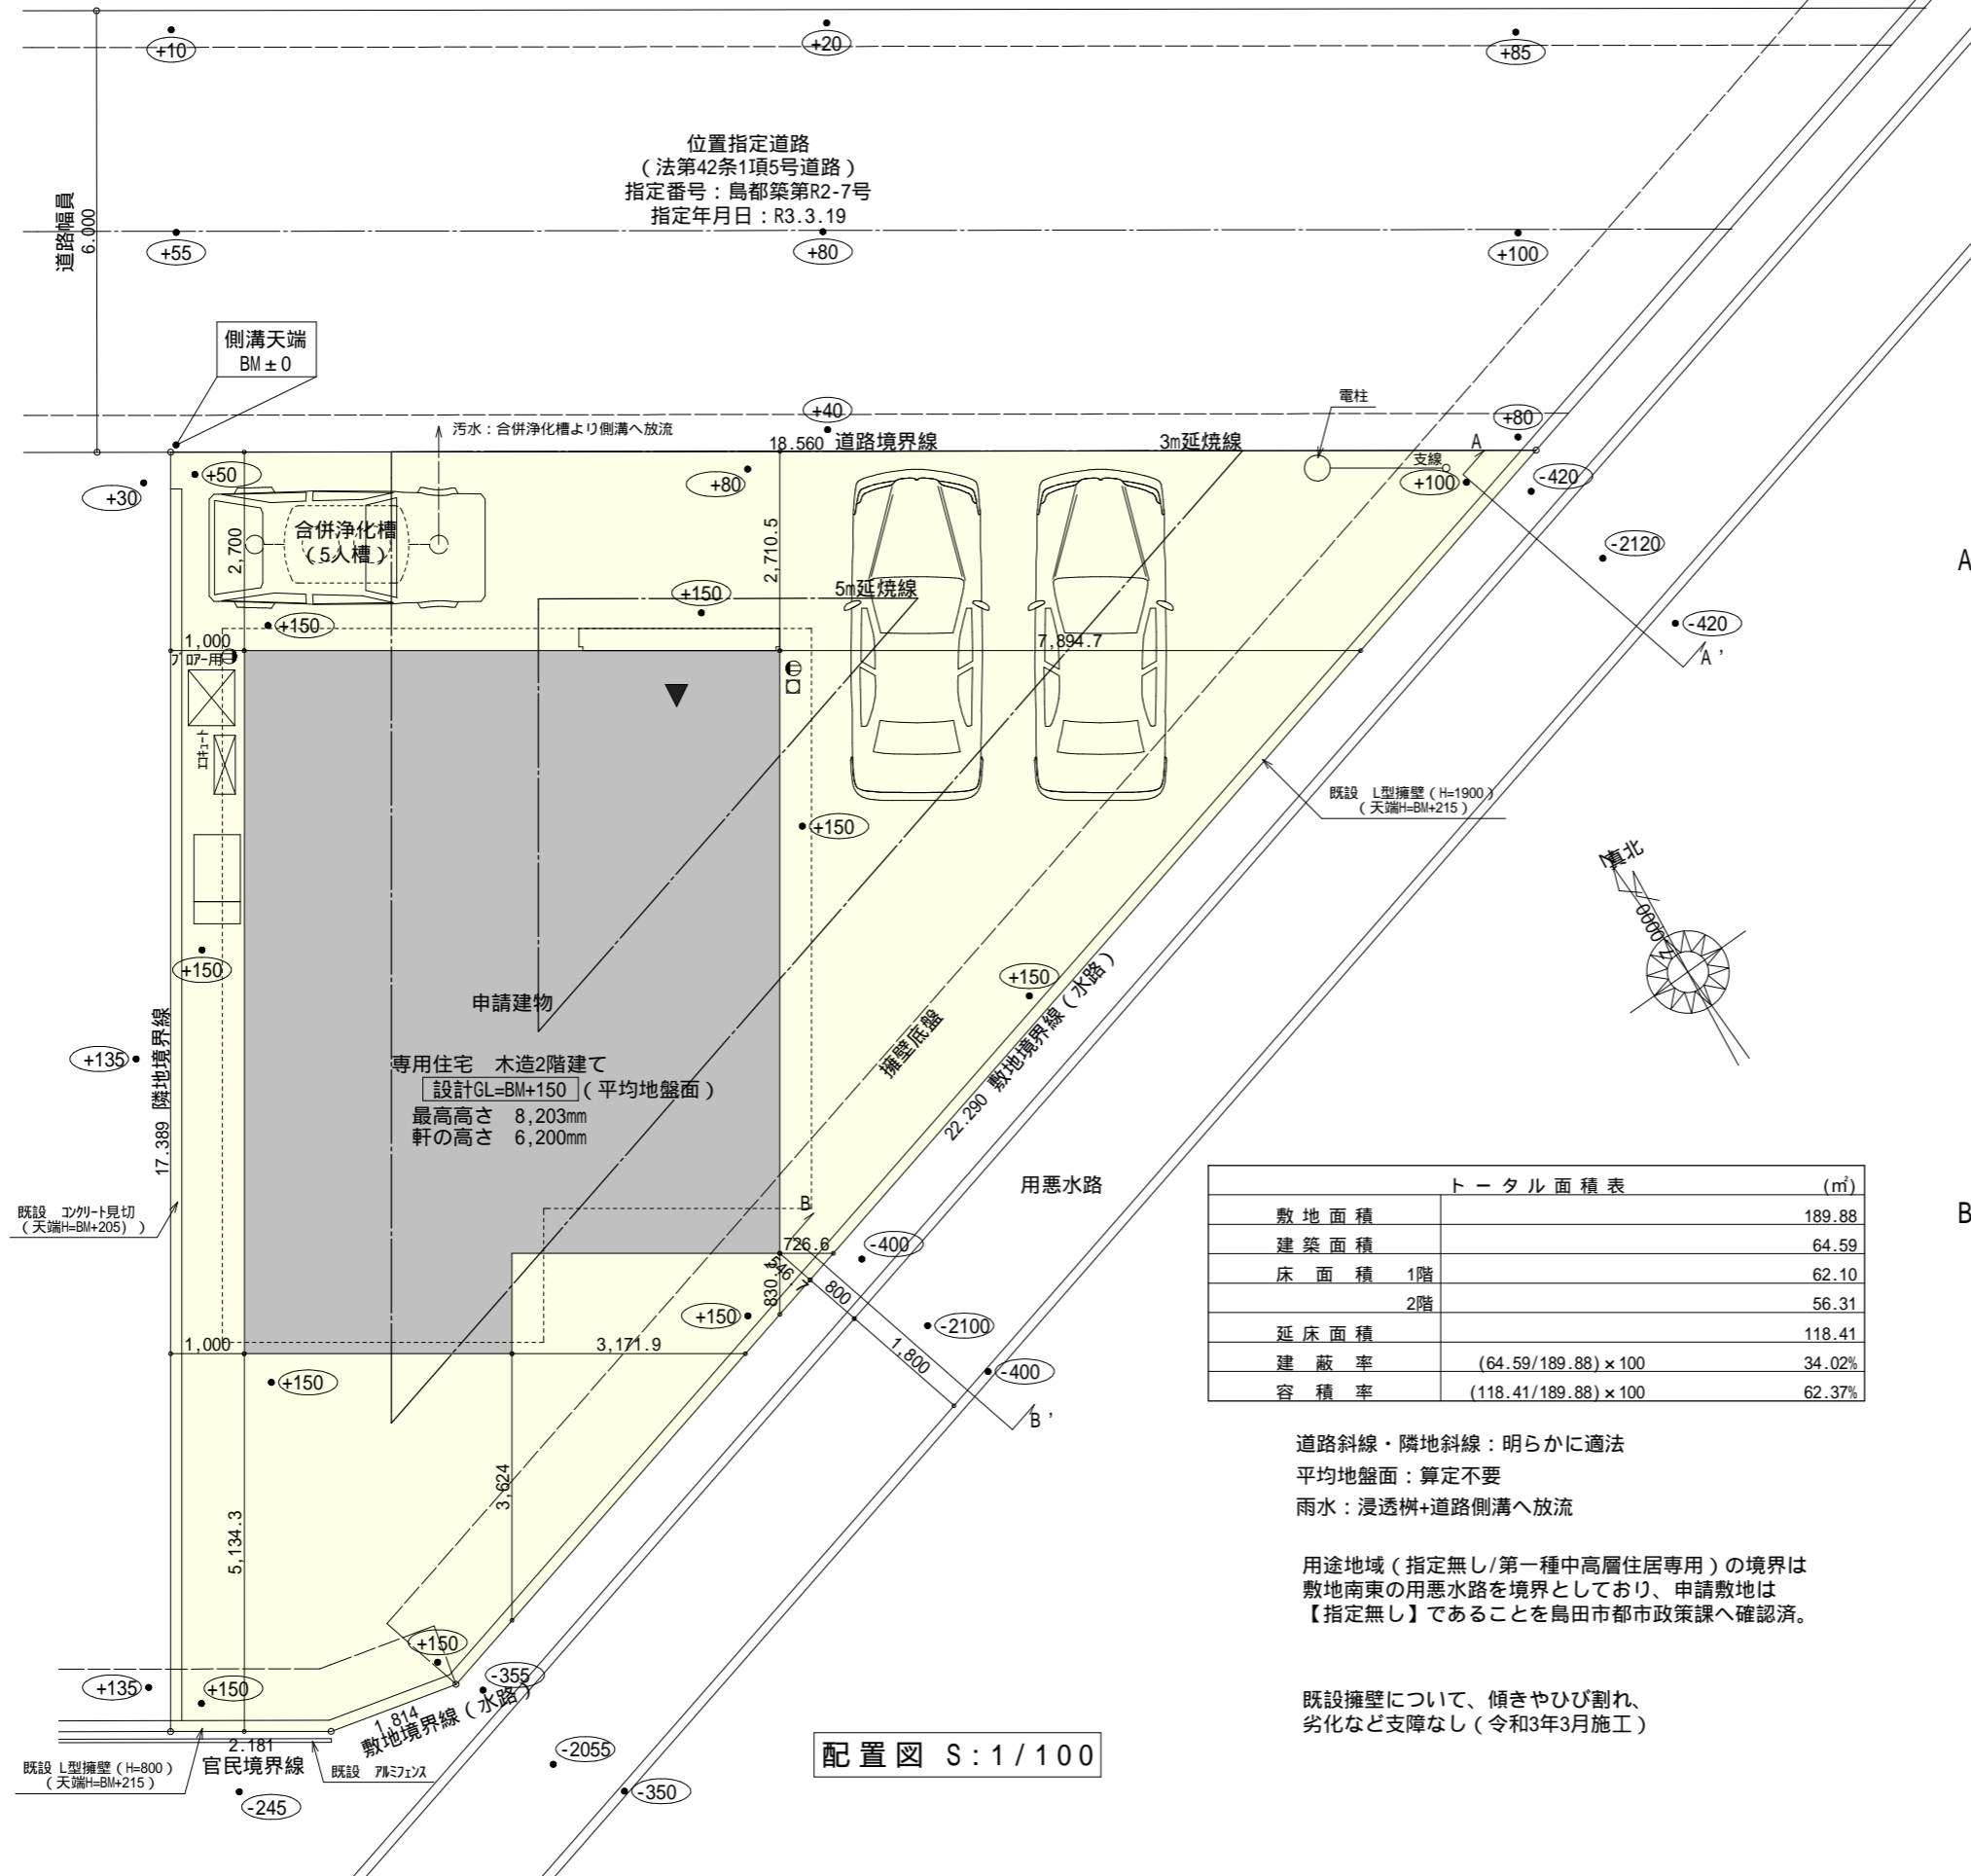 +10
+20
+85
位置指定道路
（法第42条1項5号道路）
指定番号：島都築第R2-7号
指定年月日：R3.3.19
道路幅員
6.000
+55
+80
+100
側溝天端
BM±0
+40
電柱
+80
汚水：合併浄化槽より側溝へ放流
18.560 道路境界線
3m延焼線
支線
A
+30
+50
+80
+100
-420
合併浄化槽
（5人槽）
2,700
2,710.5
-2120
A
5m延焼線
+150
+150
-420
1,000
7,894.7
A '
ブロアー用
エコキュート
既設 L型擁壁（H=1900）
（天端H=BM+215）
+150
真北
+150
+150
申請建物
擁壁底盤
22.290 敷地境界線（水路）
+135
17.389 隣地境界線
専用住宅 木造2階建て
設計GL=BM+150（平均地盤面）
最高高さ 8,203mm
軒の高さ 6,200mm
用悪水路
既設 コンクリート見切
（天端H=BM+205)）
B
B
トータル面積表 (㎡)
敷地面積 189.88
建築面積 64.59
床面積 1階 62.10
2階 56.31
延床面積 118.41
建蔽率 (64.59/189.88)×100 34.02%
容積率 (118.41/189.88)×100 62.37%
726.6
-400
546.7
830.1
800
+150
-2100
1,800
1,000
3,171.9
-400
+150
B '
道路斜線・隣地斜線：明らかに適法
平均地盤面：算定不要
雨水：浸透桝+道路側溝へ放流
3,624
5,134.3
用途地域（指定無し/第一種中高層住居専用）の境界は
敷地南東の用悪水路を境界としており、申請敷地は
【指定無し】であることを島田市都市政策課へ確認済。
+150
+135
+150
-355
1.814
敷地境界線（水路）
既設擁壁について、傾きやひび割れ、
劣化など支障なし（令和3年3月施工）
2.181
官民境界線
既設 L型擁壁（H=800）
（天端H=BM+215）
既設 アルミフェンス
-2055
配置図 S:1/100
-245
-350